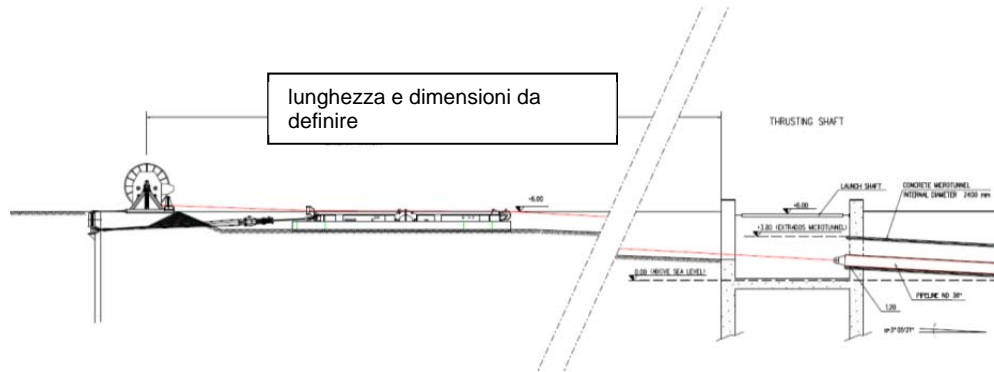 lunghezza e dimensioni da
definire
THRUSTING SHAFT
LAUNCH SHAFT
CONCRETE MICROTUNNEL
INTERNAL DIAMETER 2400 mm
+6.00
+6.00
+3.80 (EXTRADOS MICROTUNNEL)
0.00 (ABOVE SEA LEVEL)
PIPELINE ND 36"
1.20